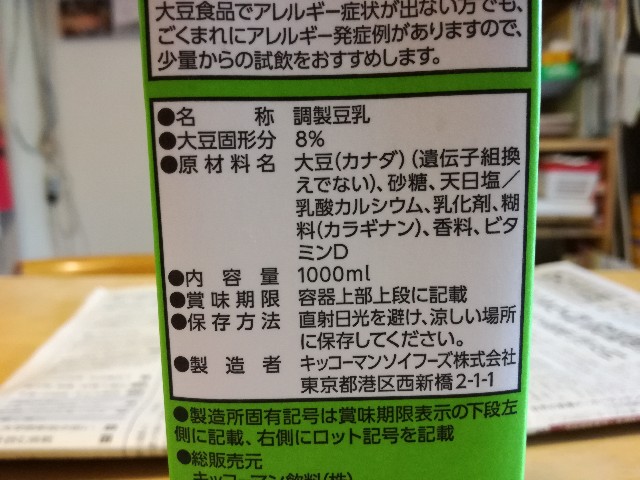 大豆食品でアレルギー症状が出ない方でも、
ごくまれにアレルギー発症例がありますので、
少量からの試飲をおすすめします。
●名称 調製豆乳
●大豆固形分 8%
●原材料名 大豆(カナダ)(遺伝子組換
えでない)、砂糖、天日塩／
乳酸カルシウム、乳化剤、糊
料(カラギナン)、香料、ビタ
ミンD
●内容量 1000ml
●賞味期限 容器上部上段に記載
●保存方法 直射日光を避け、涼しい場所
に保存してください。
●製造者 キッコーマンソイフーズ株式会社
東京都港区西新橋2-1-1
●製造所固有記号は賞味期限表示の下段左
側に記載、右側にロット記号を記載
●総販売元
キッコーマン飲料(株)